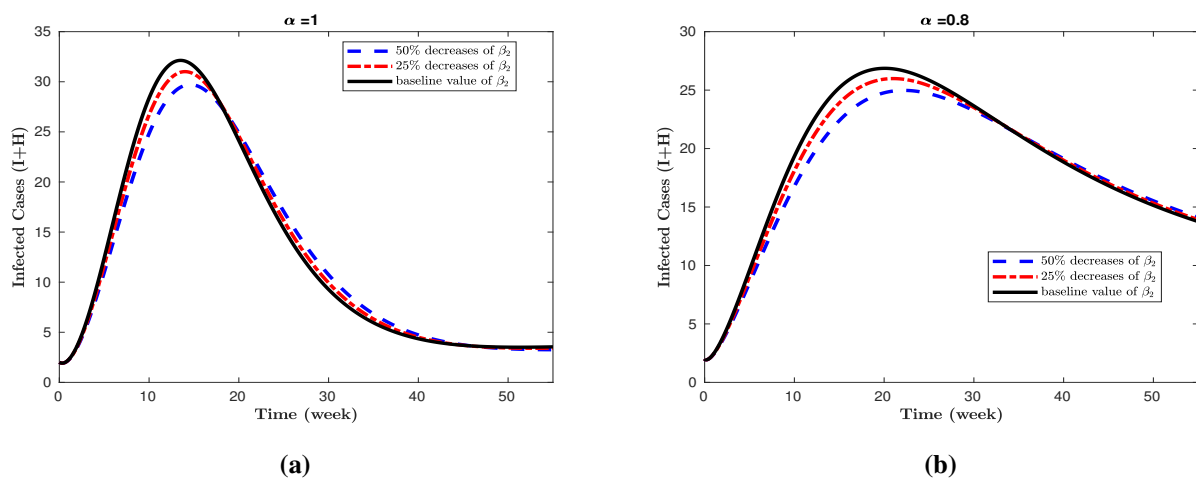 α =1
35
30
25
20
15
10
5
0
Infected Cases (I+H)
50% decreases of β₂
25% decreases of β₂
baseline value of β₂
0 10 20 30 40 50
Time (week)
(a)
α =0.8
30
25
20
15
10
5
0
Infected Cases (I+H)
50% decreases of β₂
25% decreases of β₂
baseline value of β₂
0 10 20 30 40 50
Time (week)
(b)